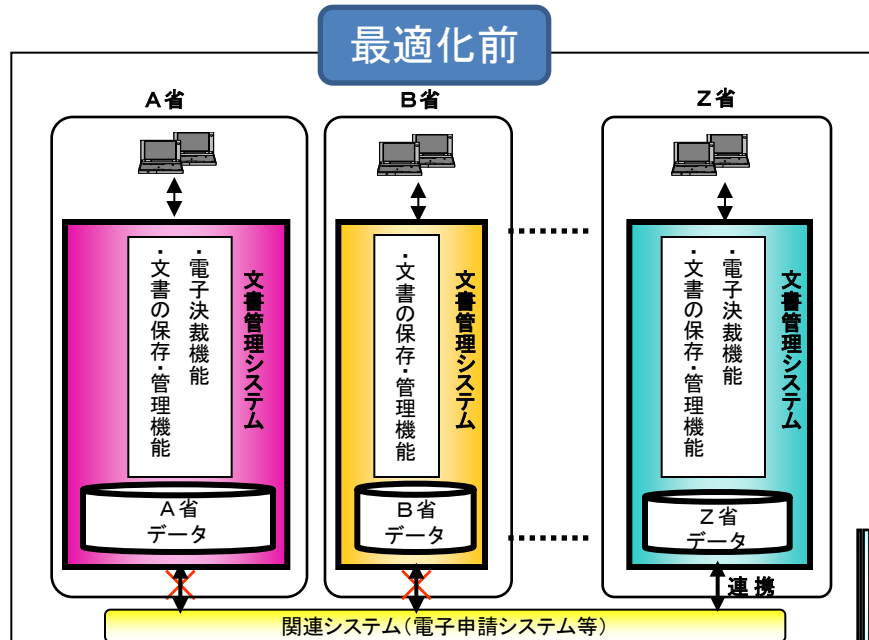 最適化前
A省
B省
Z省
文書管理システム
・電子決裁機能
・文書の保存・管理機能
A省
データ
文書管理システム
・文書の保存・管理機能
B省
データ
文書管理システム
・電子決裁機能
・文書の保存・管理機能
Z省
データ
連携
関連システム(電子申請システム等)